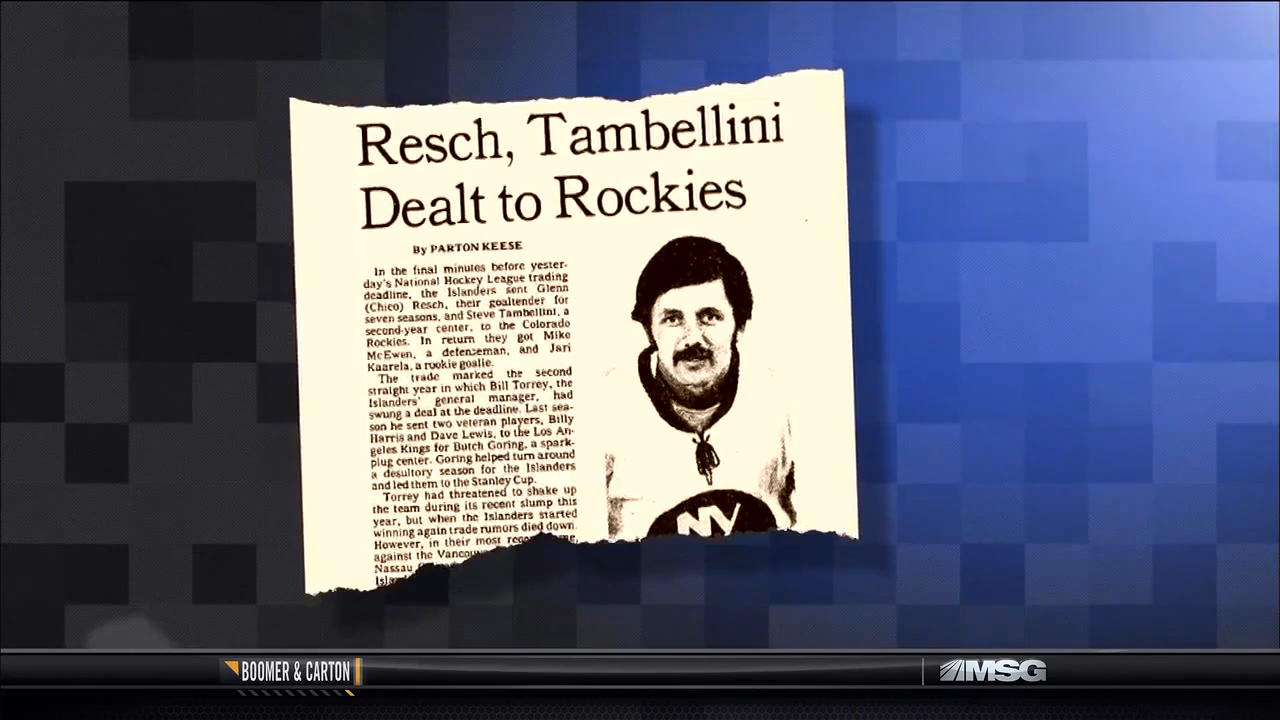 Resch, Tambellini
Dealt to Rockies
By PARTON KEESE
In the final minutes before yester-
day's National Hockey League trading
deadline, the Islanders sent Glenn
(Chico) Resch, their goaltender for
seven seasons, and Steve Tambellini, a
second-year center, to the Colorado
Rockies. In return they got Mike
McEwen, a defenseman, and Jari
Kaarela, a rookie goalie.
The trade marked the second
straight year in which Bill Torrey, the
Islanders' general manager, had
swung a deal at the deadline. Last sea-
son he sent two veteran players, Billy
Harris and Dave Lewis, to the Los An-
geles Kings for Butch Goring, a spark-
plug center. Goring helped turn around
a desultory season for the Islanders
and led them to the Stanley Cup.
Torrey had threatened to shake up
the team during its recent slump this
year, but when the Islanders started
winning again trade rumors died down.
However, in their most
against the
Nassau
NY
BOOMER & CARTON
MSG